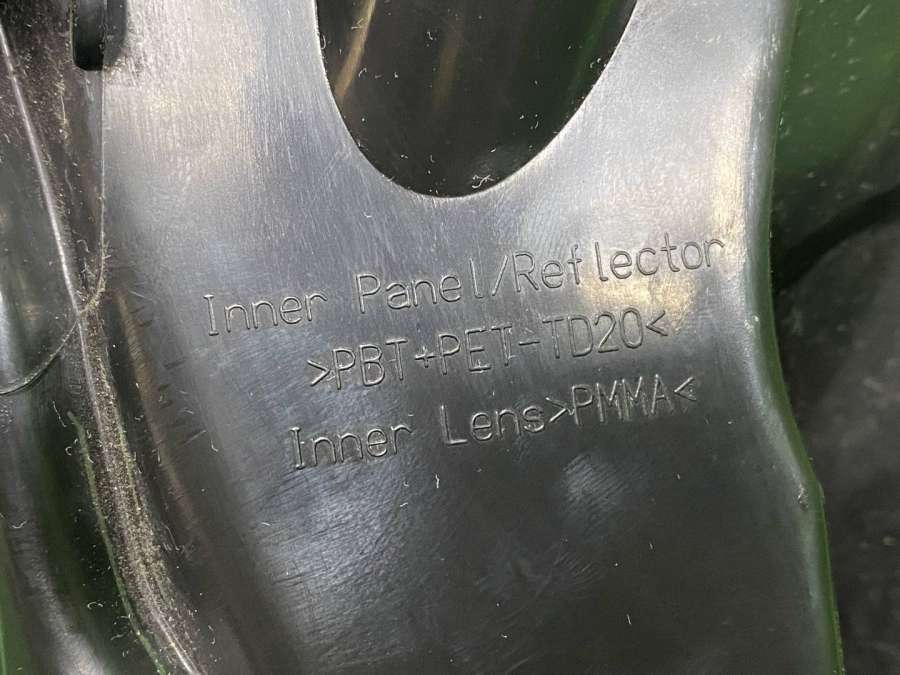 Inner Panel/Reflector
>PBT+PET-TD20<
Inner Lens>PMMA<